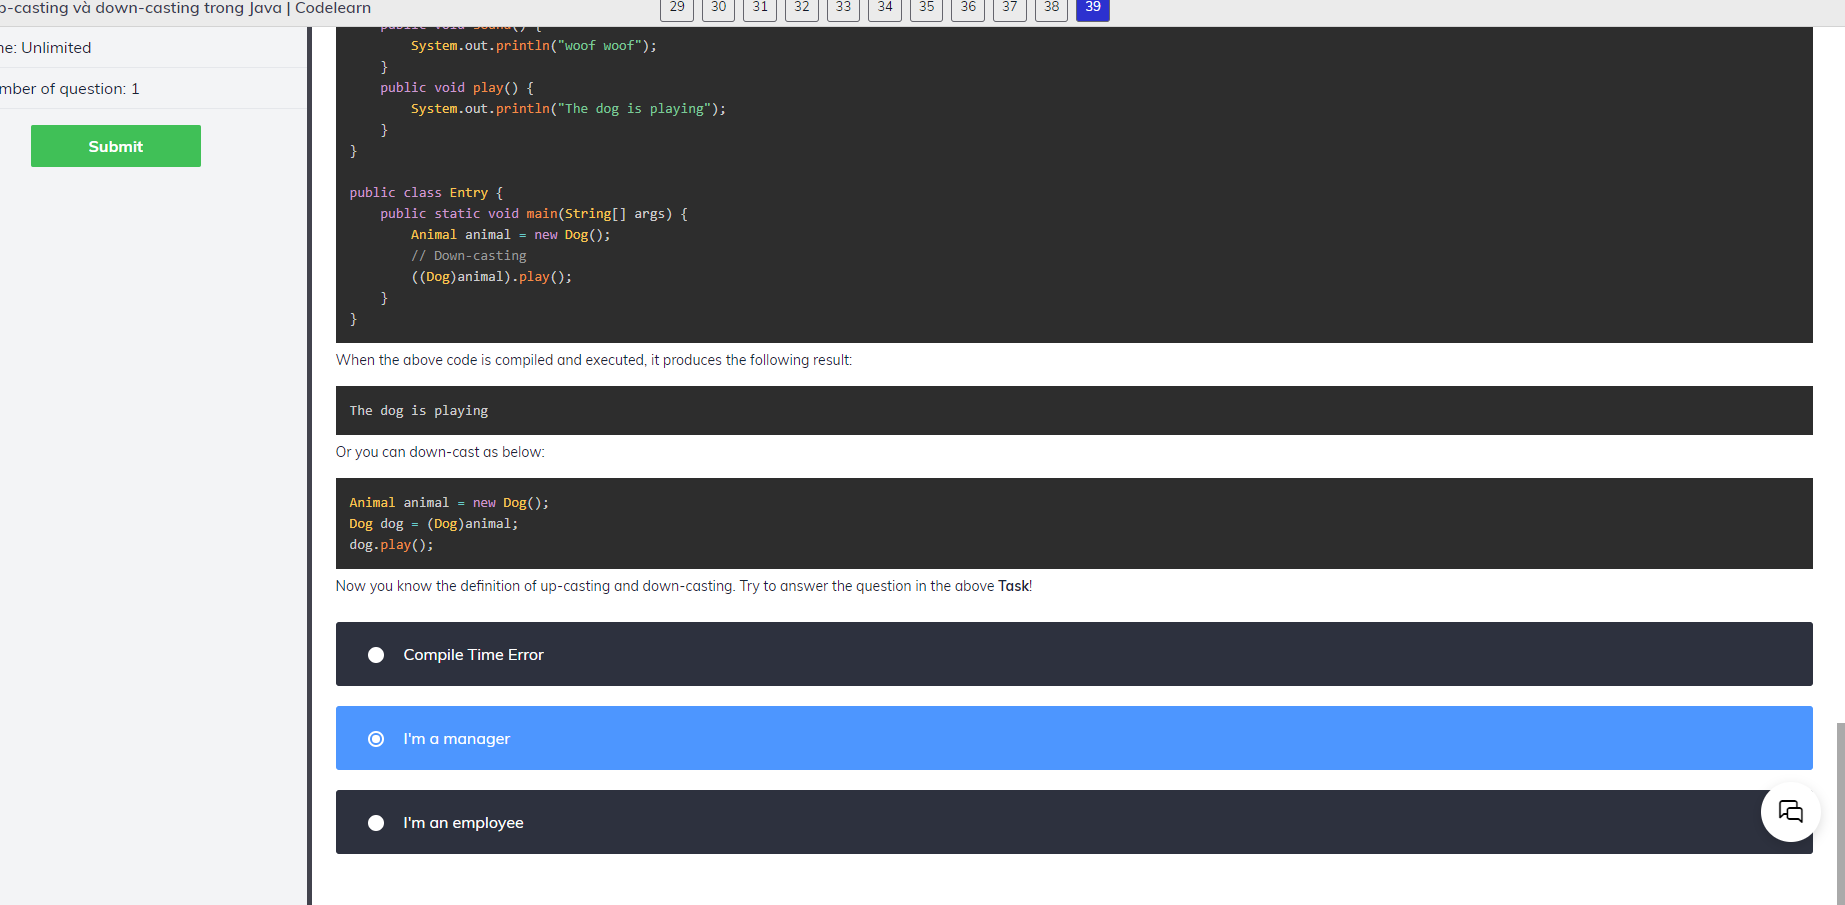 -casting và down-casting trong Java | Codelearn
29 30 31 32 33 34 35 36 37 38 39
Unlimited
of question: 1
Submit
System.out.println("woof woof");
}
public void play() {
System.out.println("The dog is playing");
}
}
public class Entry {
public static void main(String[] args) {
Animal animal = new Dog();
// Down-casting
((Dog)animal).play();
}
}
When the above code is compiled and executed, it produces the following result:
The dog is playing
Or you can down-cast as below:
Animal animal = new Dog();
Dog dog = (Dog)animal;
dog.play();
Now you know the definition of up-casting and down-casting. Try to answer the question in the above Task!
Compile Time Error
I'm a manager
I'm an employee